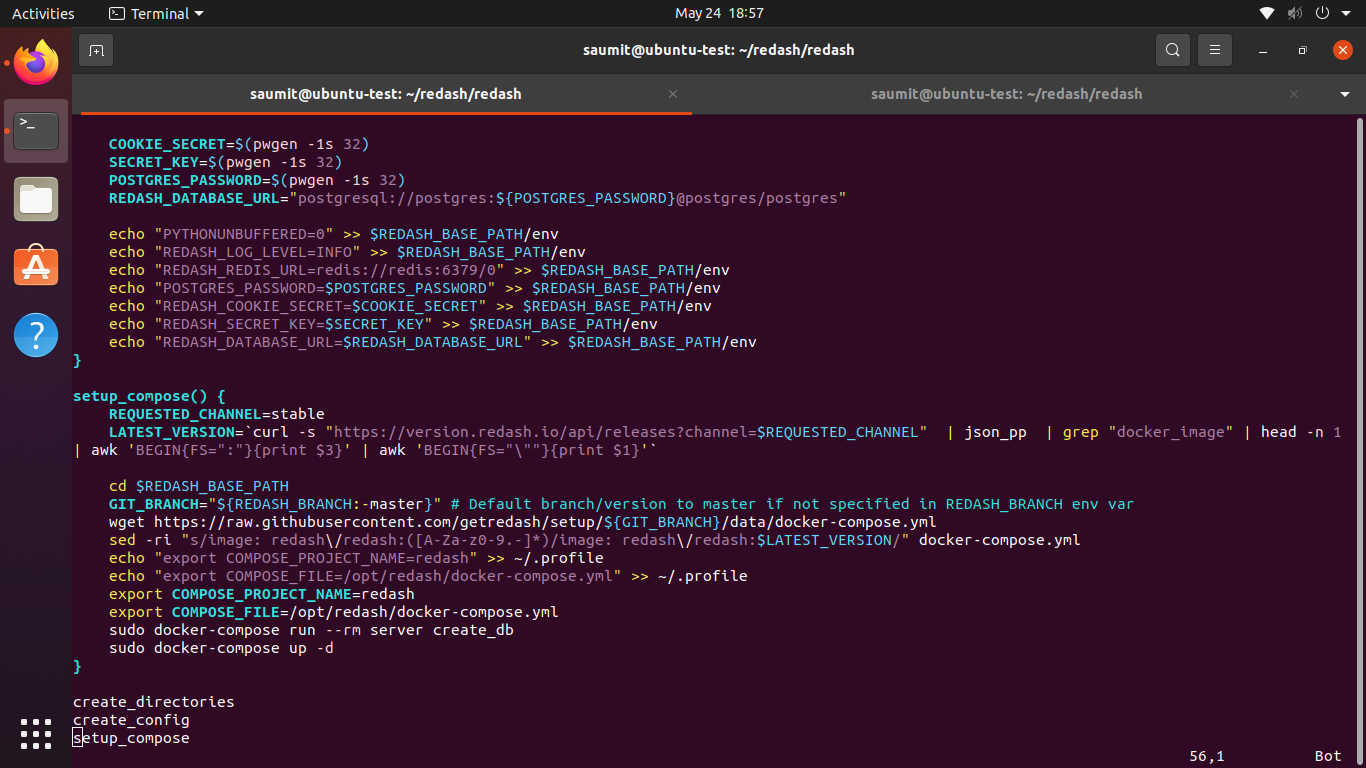 Activities
Terminal
May 24 18:57
saumit@ubuntu-test: ~/redash/redash
saumit@ubuntu-test: ~/redash/redash
saumit@ubuntu-test: ~/redash/redash
COOKIE_SECRET=$(pwgen -1s 32)
SECRET_KEY=$(pwgen -1s 32)
POSTGRES_PASSWORD=$(pwgen -1s 32)
REDASH_DATABASE_URL="postgresql://postgres:${POSTGRES_PASSWORD}@postgres/postgres"
echo "PYTHONUNBUFFERED=0" >> $REDASH_BASE_PATH/env
echo "REDASH_LOG_LEVEL=INFO" >> $REDASH_BASE_PATH/env
echo "REDASH_REDIS_URL=redis://redis:6379/0" >> $REDASH_BASE_PATH/env
echo "POSTGRES_PASSWORD=$POSTGRES_PASSWORD" >> $REDASH_BASE_PATH/env
echo "REDASH_COOKIE_SECRET=$COOKIE_SECRET" >> $REDASH_BASE_PATH/env
echo "REDASH_SECRET_KEY=$SECRET_KEY" >> $REDASH_BASE_PATH/env
echo "REDASH_DATABASE_URL=$REDASH_DATABASE_URL" >> $REDASH_BASE_PATH/env
}
setup_compose() {
REQUESTED_CHANNEL=stable
LATEST_VERSION=`curl -s "https://version.redash.io/api/releases?channel=$REQUESTED_CHANNEL"  | json_pp  | grep "docker_image" | head -n 1
| awk 'BEGIN{FS=":"}{print $3}' | awk 'BEGIN{FS="\""}{print $1}'`
cd $REDASH_BASE_PATH
GIT_BRANCH="${REDASH_BRANCH:-master}" # Default branch/version to master if not specified in REDASH_BRANCH env var
wget https://raw.githubusercontent.com/getredash/setup/${GIT_BRANCH}/data/docker-compose.yml
sed -ri "s/image: redash\/redash:([A-Za-z0-9.-]*)/image: redash\/redash:$LATEST_VERSION/" docker-compose.yml
echo "export COMPOSE_PROJECT_NAME=redash" >> ~/.profile
echo "export COMPOSE_FILE=/opt/redash/docker-compose.yml" >> ~/.profile
export COMPOSE_PROJECT_NAME=redash
export COMPOSE_FILE=/opt/redash/docker-compose.yml
sudo docker-compose run --rm server create_db
sudo docker-compose up -d
}
create_directories
create_config
setup_compose
56,1 Bot